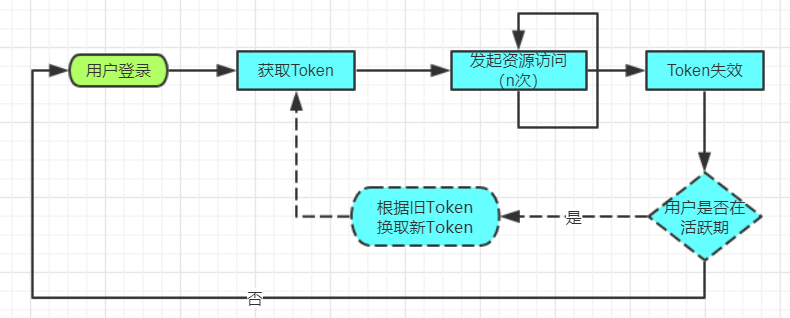 用户登录
获取Token
发起资源访问
（n次）
Token失效
用户是否在
活跃期
是
根据旧Token
换取新Token
否